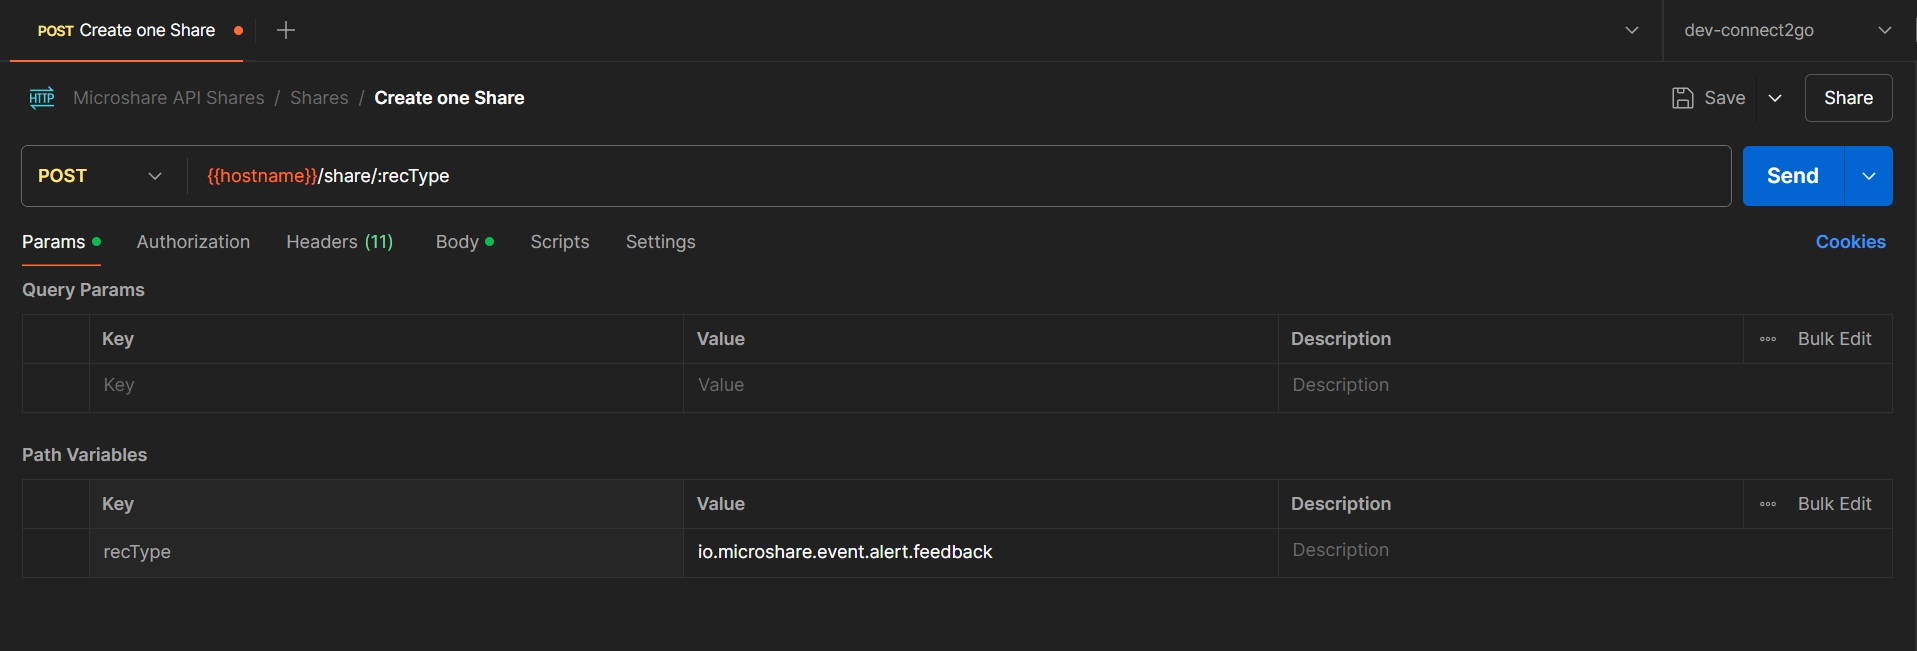 POST Create one Share
dev-connect2go
HTTP Microshare API Shares / Shares / Create one Share
Save
Share
POST
{{hostname}}/share/:recType
Send
Params Authorization Headers (11) Body Scripts Settings
Cookies
Query Params
Key Value Description Bulk Edit
Key Value Description
Path Variables
Key Value Description Bulk Edit
recType io.microshare.event.alert.feedback Description